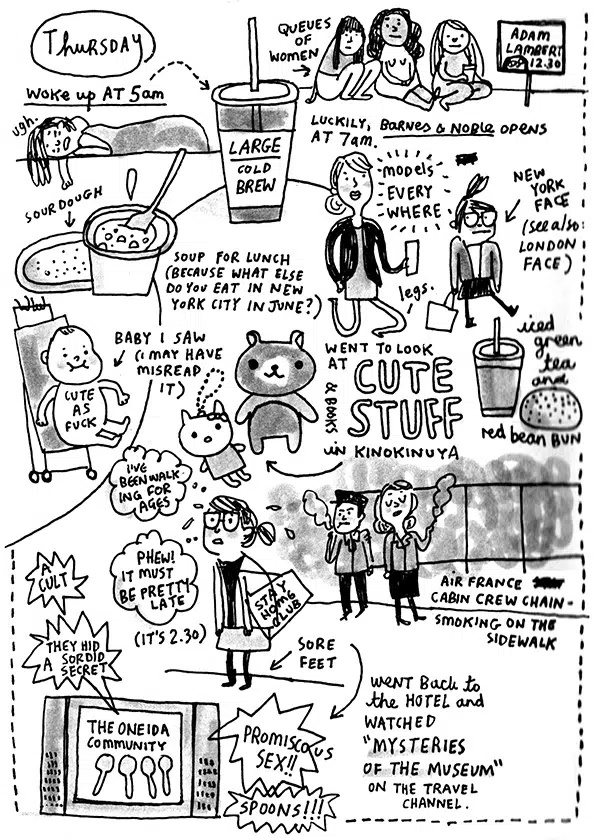 THURSDAY
WOKE UP AT 5am
ugh.
LARGE
COLD
BREW
QUEUES
OF
WOMEN
ADAM
LAMBERT
12.30
LUCKILY, BARNES & NOBLE OPENS
AT 7am.
models
EVERY
WHERE
NEW
YORK
FACE
(see also:
LONDON
FACE)
legs.
SOURDOUGH
SOUP FOR LUNCH
(BECAUSE WHAT ELSE
DO YOU EAT IN NEW
YORK CITY IN JUNE?)
BABY I SAW
(I MAY HAVE
MISREAD
IT)
CUTE
AS
FUCK
WENT TO LOOK
AT CUTE
STUFF
& BOOKS
in KINOKINUYA
iced
green
tea
and
red bean BUN
I'VE
BEEN WALK-
ING FOR
AGES
PHEW!
IT MUST
BE PRETTY
LATE
(IT'S 2.30)
STAY
HOME
CLUB
SORE
FEET
AIR FRANCE
CABIN CREW CHAIN-
SMOKING ON THE
SIDEWALK
A
CULT
THEY HID
A SORDID
SECRET
THE ONEIDA
COMMUNITY
PROMISCUOUS
SEX!!
SPOONS!!!
WENT BACK to
the HOTEL and
WATCHED
"MYSTERIES
OF THE MUSEUM"
ON THE TRAVEL
CHANNEL.